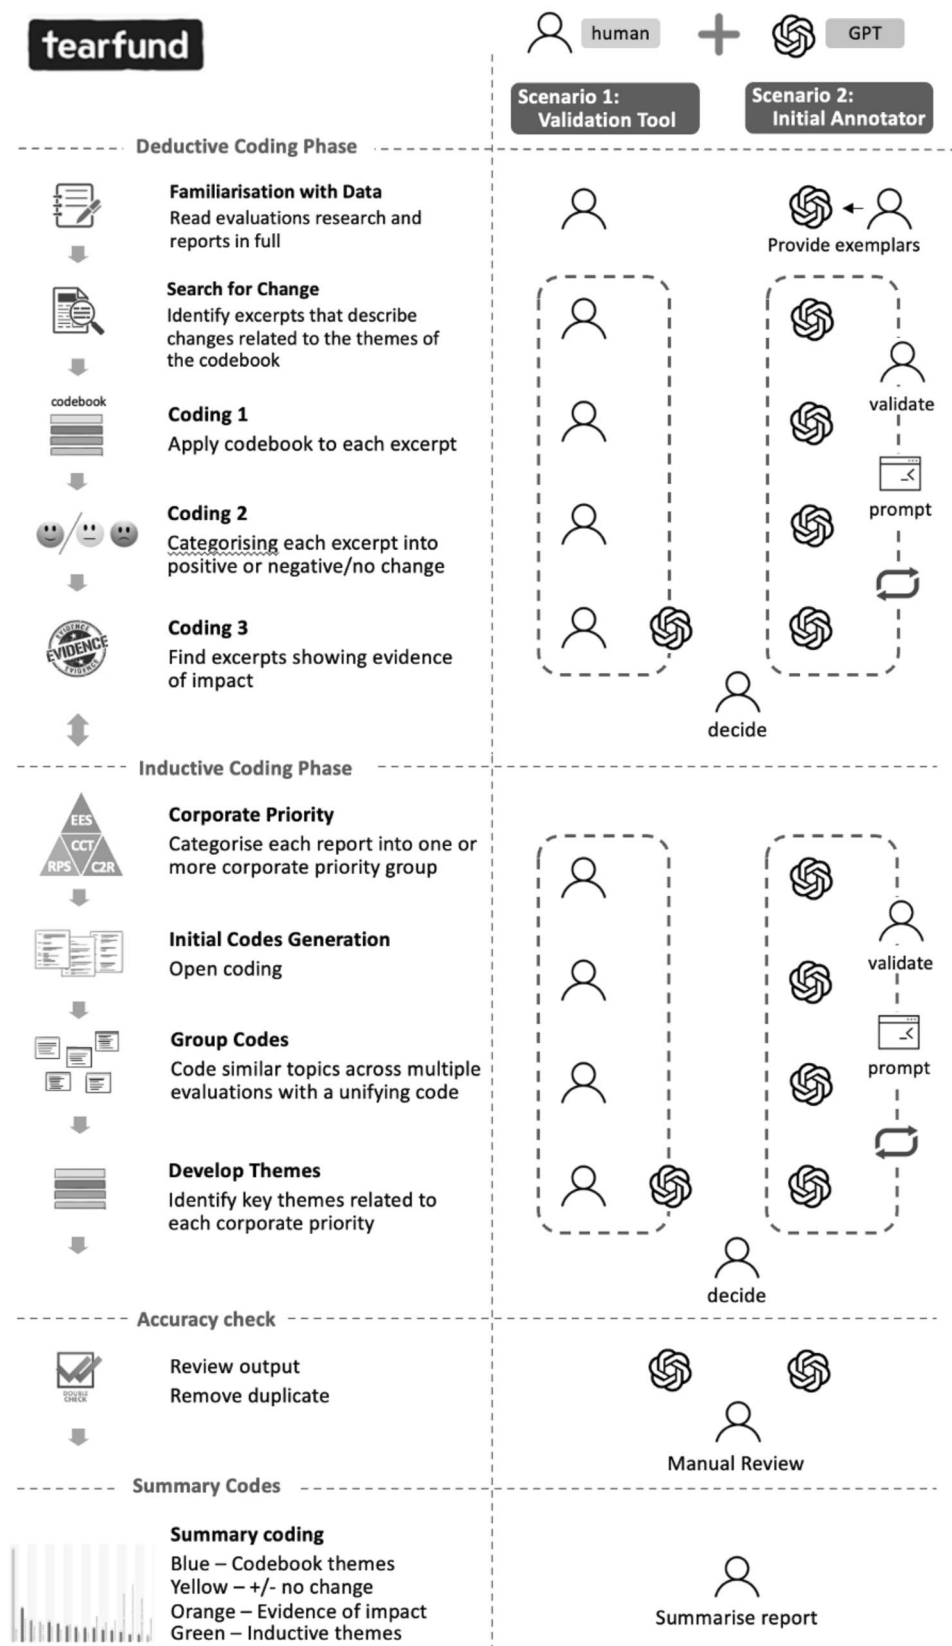 tearfund
human
GPT
Scenario 1:
Validation Tool
Scenario 2:
Initial Annotator
Deductive Coding Phase
Familiarisation with Data
Read evaluations research and
reports in full
Provide exemplars
Search for Change
Identify excerpts that describe
changes related to the themes of
the codebook
validate
codebook
Coding 1
Apply codebook to each excerpt
prompt
Coding 2
Categorising each excerpt into
positive or negative/no change
EVIDENCE
EVIDENCE
EVIDENCE
Coding 3
Find excerpts showing evidence
of impact
decide
Inductive Coding Phase
EES
CCT
RPS
C2R
Corporate Priority
Categorise each report into one or
more corporate priority group
validate
Initial Codes Generation
Open coding
prompt
Group Codes
Code similar topics across multiple
evaluations with a unifying code
Develop Themes
Identify key themes related to
each corporate priority
decide
Accuracy check
DOUBLE
CHECK
Review output
Remove duplicate
Manual Review
Summary Codes
Summary coding
Blue – Codebook themes
Yellow – +/- no change
Orange – Evidence of impact
Green – Inductive themes
Summarise report